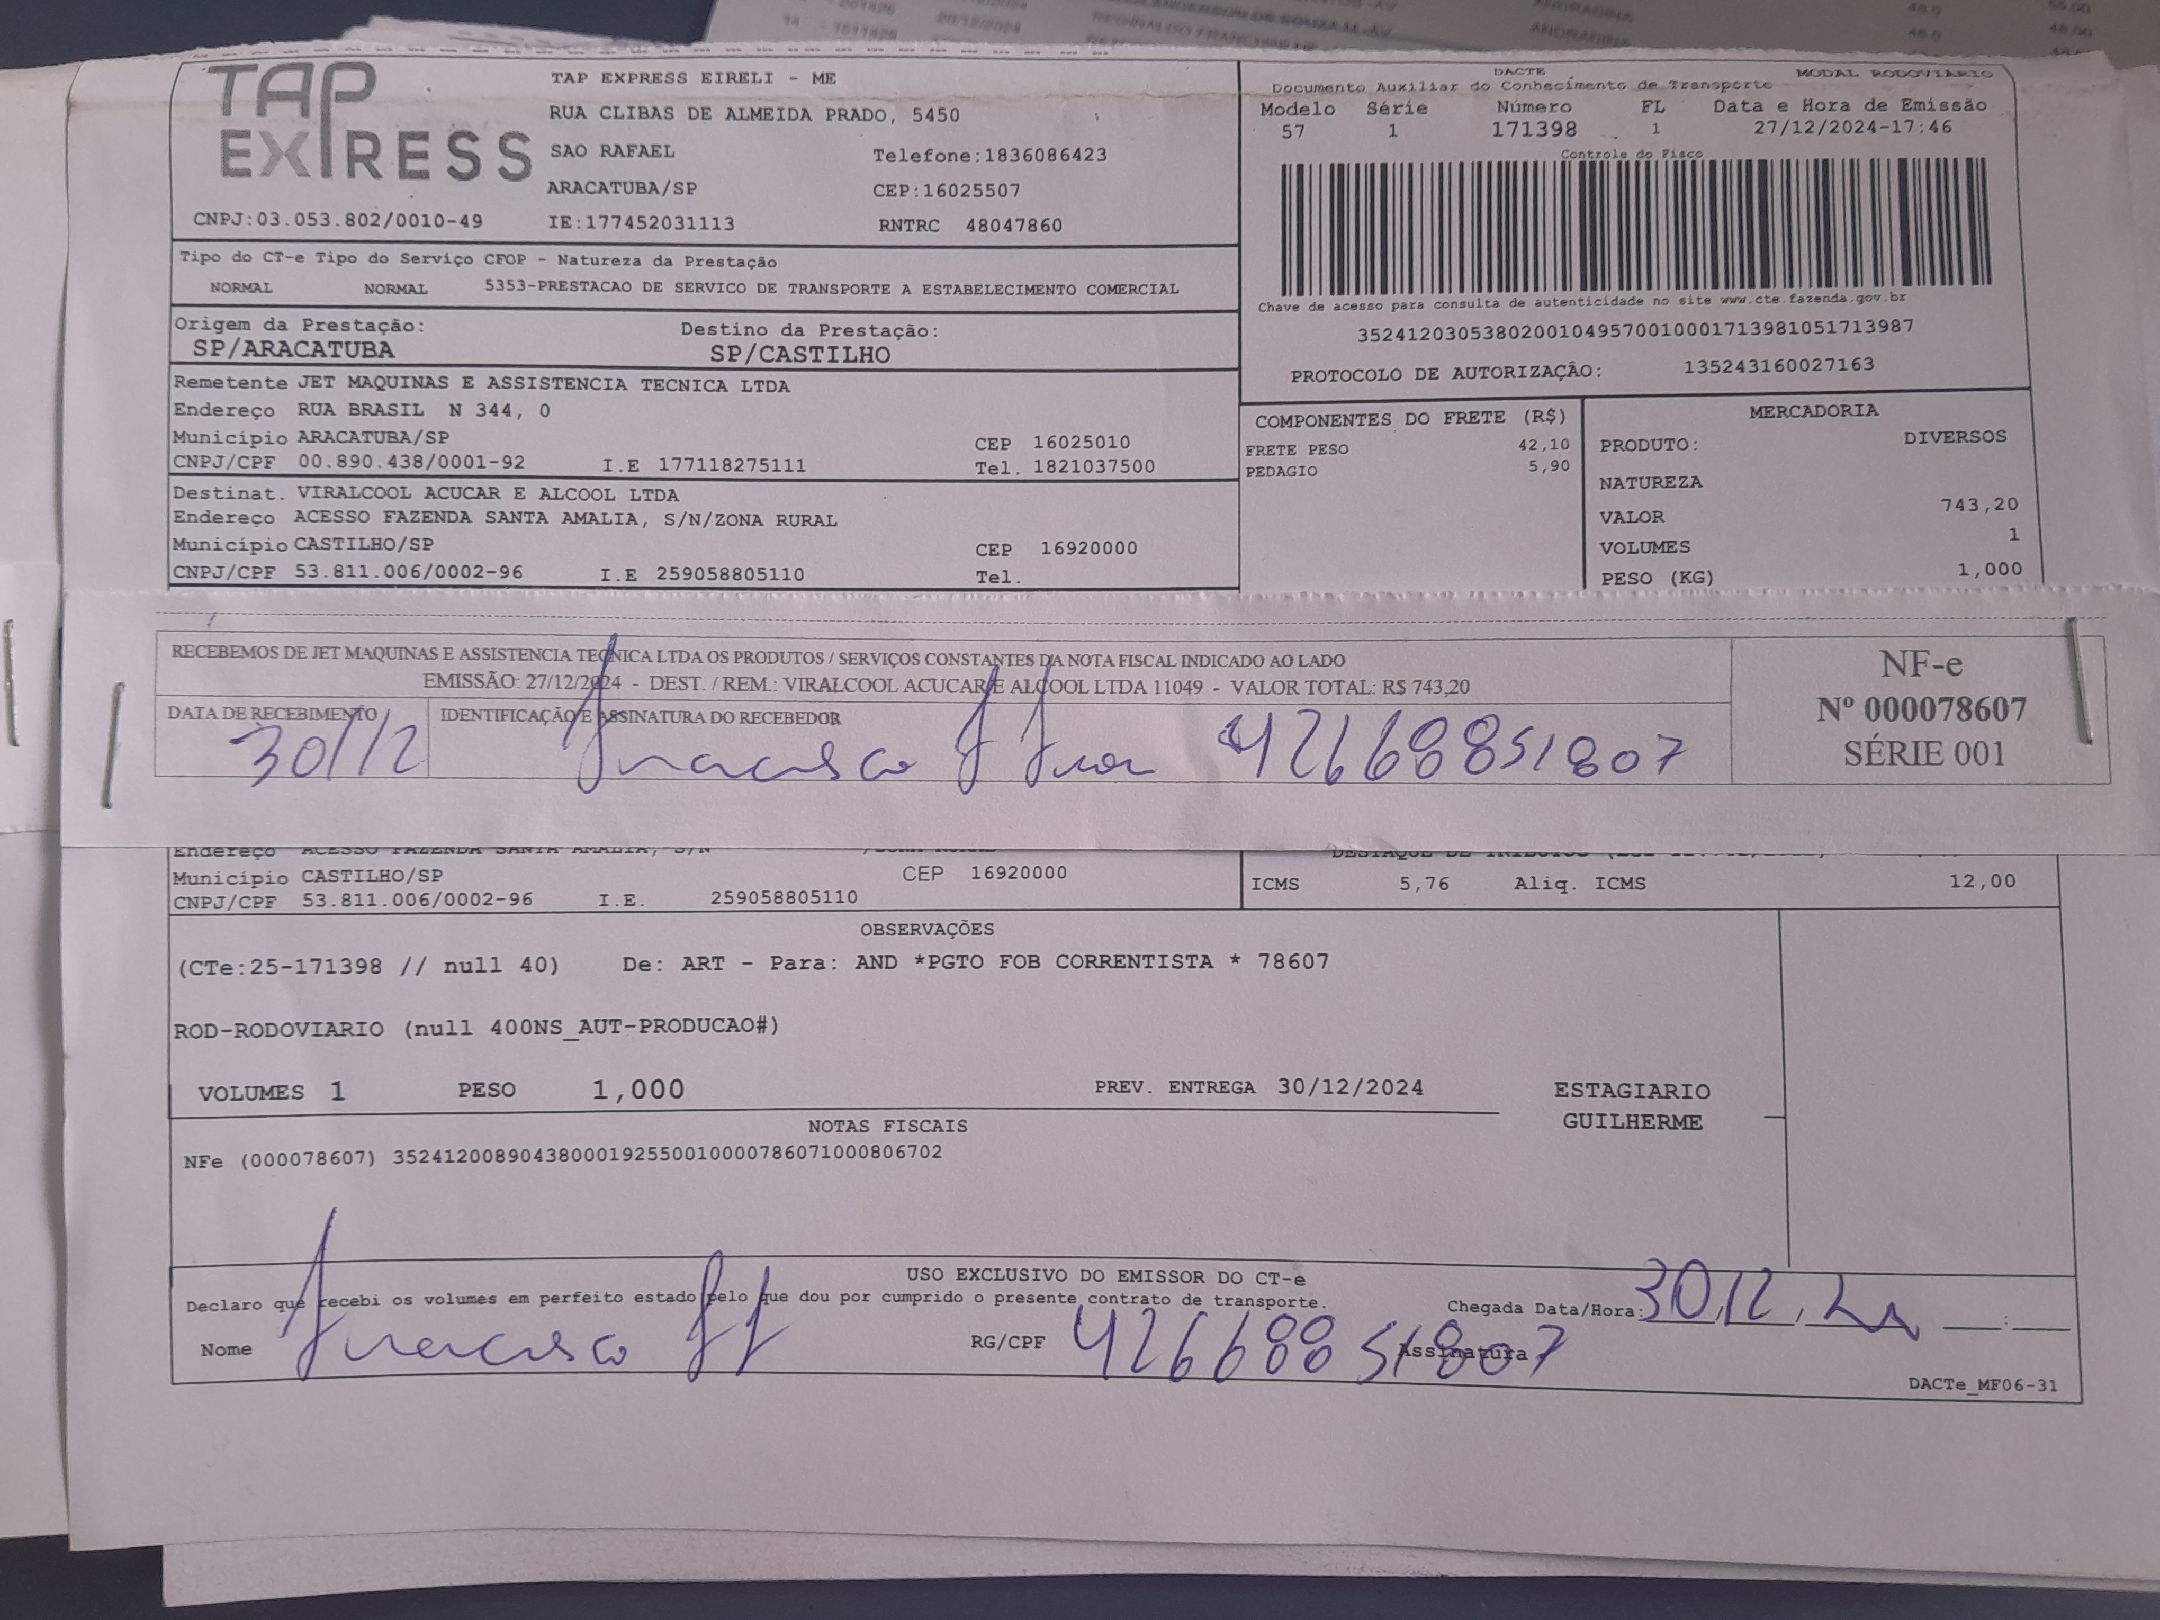 TAP EXPRESS
TAP EXPRESS EIRELI - ME
RUA CLIBAS DE ALMEIDA PRADO, 5450
SAO RAFAEL Telefone:1836086423
ARACATUBA/SP CEP:16025507
CNPJ:03.053.802/0010-49 IE:177452031113 RNTRC 48047860
DACTE MODAL RODOVIARIO
Documento Auxiliar do Conhecimento de Transporte
Modelo Série Número FL Data e Hora de Emissão
57 1 171398 1 27/12/2024-17:46
Controle do Fisco
Chave de acesso para consulta de autenticidade no site www.cte.fazenda.gov.br
35241203053802001049570010001713981051713987
PROTOCOLO DE AUTORIZAÇÃO: 135243160027163
Tipo do CT-e Tipo do Serviço CFOP - Natureza da Prestação
NORMAL NORMAL 5353-PRESTACAO DE SERVICO DE TRANSPORTE A ESTABELECIMENTO COMERCIAL
Origem da Prestação: Destino da Prestação:
SP/ARACATUBA SP/CASTILHO
Remetente JET MAQUINAS E ASSISTENCIA TECNICA LTDA
Endereço RUA BRASIL N 344, 0
Município ARACATUBA/SP CEP 16025010
CNPJ/CPF 00.890.438/0001-92 I.E 177118275111 Tel. 1821037500
Destinat. VIRALCOOL ACUCAR E ALCOOL LTDA
Endereço ACESSO FAZENDA SANTA AMALIA, S/N/ZONA RURAL
Município CASTILHO/SP CEP 16920000
CNPJ/CPF 53.811.006/0002-96 I.E 259058805110 Tel.
COMPONENTES DO FRETE (R$)
FRETE PESO 42,10
PEDAGIO 5,90
MERCADORIA
PRODUTO: DIVERSOS
NATUREZA
VALOR 743,20
VOLUMES 1
PESO (KG) 1,000
RECEBEMOS DE JET MAQUINAS E ASSISTENCIA TECNICA LTDA OS PRODUTOS / SERVIÇOS CONSTANTES DA NOTA FISCAL INDICADO AO LADO
EMISSÃO: 27/12/2024 - DEST. / REM.: VIRALCOOL ACUCAR E ALCOOL LTDA 11049 - VALOR TOTAL: R$ 743,20
DATA DE RECEBIMENTO IDENTIFICAÇÃO E ASSINATURA DO RECEBEDOR
30/12 Francisco 42668851807
NF-e
Nº 000078607
SÉRIE 001
Endereço ACESSO FAZENDA SANTA AMALIA, S/N
Município CASTILHO/SP CEP 16920000
CNPJ/CPF 53.811.006/0002-96 I.E. 259058805110
ICMS 5,76 Aliq. ICMS 12,00
OBSERVAÇÕES
(CTe:25-171398 // null 40) De: ART - Para: AND *PGTO FOB CORRENTISTA * 78607
ROD-RODOVIARIO (null 400NS_AUT-PRODUCAO#)
VOLUMES 1 PESO 1,000 PREV. ENTREGA 30/12/2024 ESTAGIARIO
GUILHERME
NOTAS FISCAIS
NFe (000078607) 35241200890438000192550010000786071000806702
USO EXCLUSIVO DO EMISSOR DO CT-e
Declaro que recebi os volumes em perfeito estado pelo que dou por cumprido o presente contrato de transporte. Chegada Data/Hora: 30,12,24 :
Nome Francisco RG/CPF 42668851807 Assinatura
DACTe_MF06-31